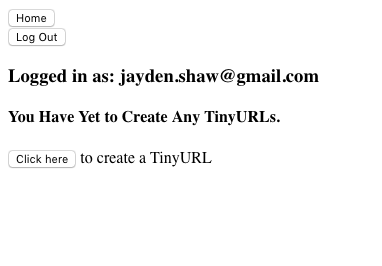 Home
Log Out
Logged in as: jayden.shaw@gmail.com
You Have Yet to Create Any TinyURLs.
Click here to create a TinyURL